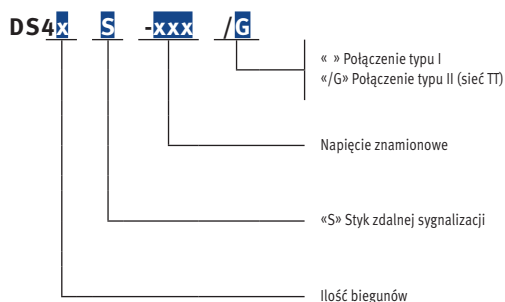 DS4x S -xxx /G
« » Połączenie typu I
«/G» Połączenie typu II (sieć TT)
Napięcie znamionowe
«S» Styk zdalnej sygnalizacji
Ilość biegunów